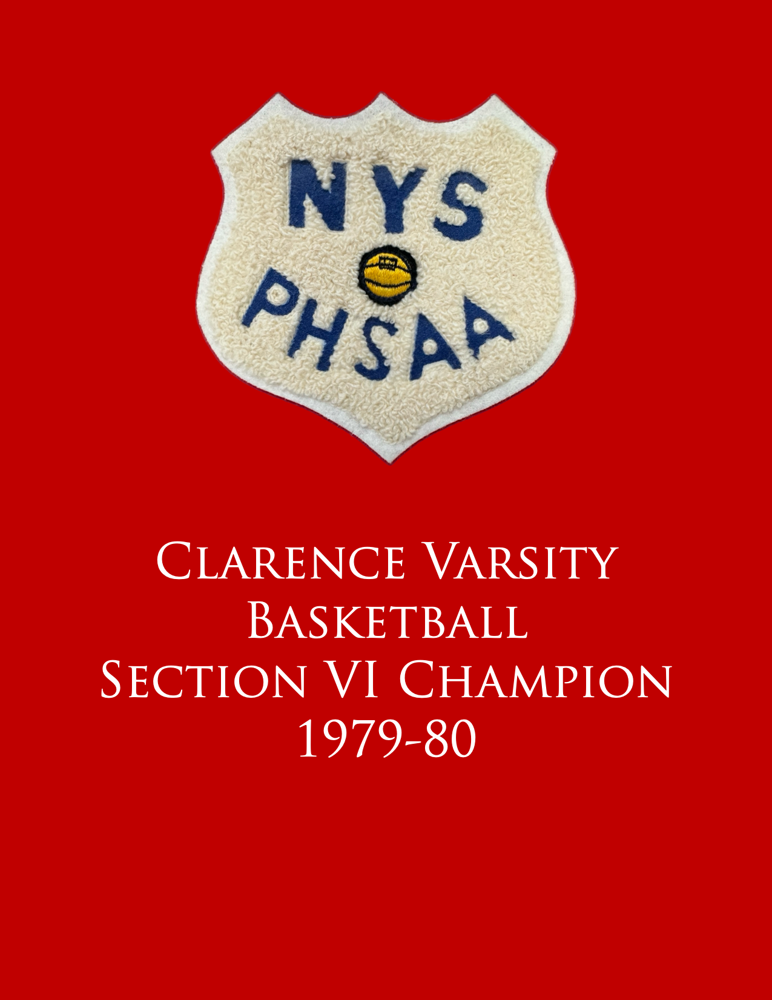 NYS
PHSAA
Clarence Varsity
Basketball
Section VI Champion
1979-80